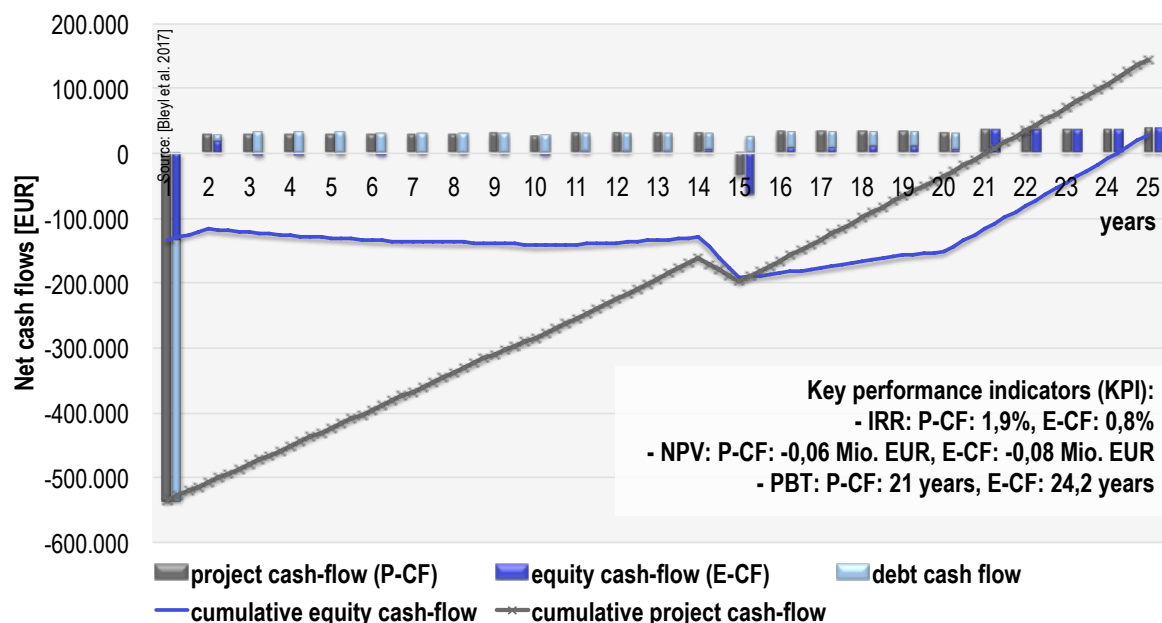 200.000
100.000
0
-100.000
-200.000
-300.000
-400.000
-500.000
-600.000
Net cash flows [EUR]
Source: [Bleyl et al. 2017]
1 2 3 4 5 6 7 8 9 10 11 12 13 14 15 16 17 18 19 20 21 22 23 24 25
years
Key performance indicators (KPI):
- IRR: P-CF: 1,9%, E-CF: 0,8%
- NPV: P-CF: -0,06 Mio. EUR, E-CF: -0,08 Mio. EUR
- PBT: P-CF: 21 years, E-CF: 24,2 years
project cash-flow (P-CF) equity cash-flow (E-CF) debt cash flow
cumulative equity cash-flow cumulative project cash-flow